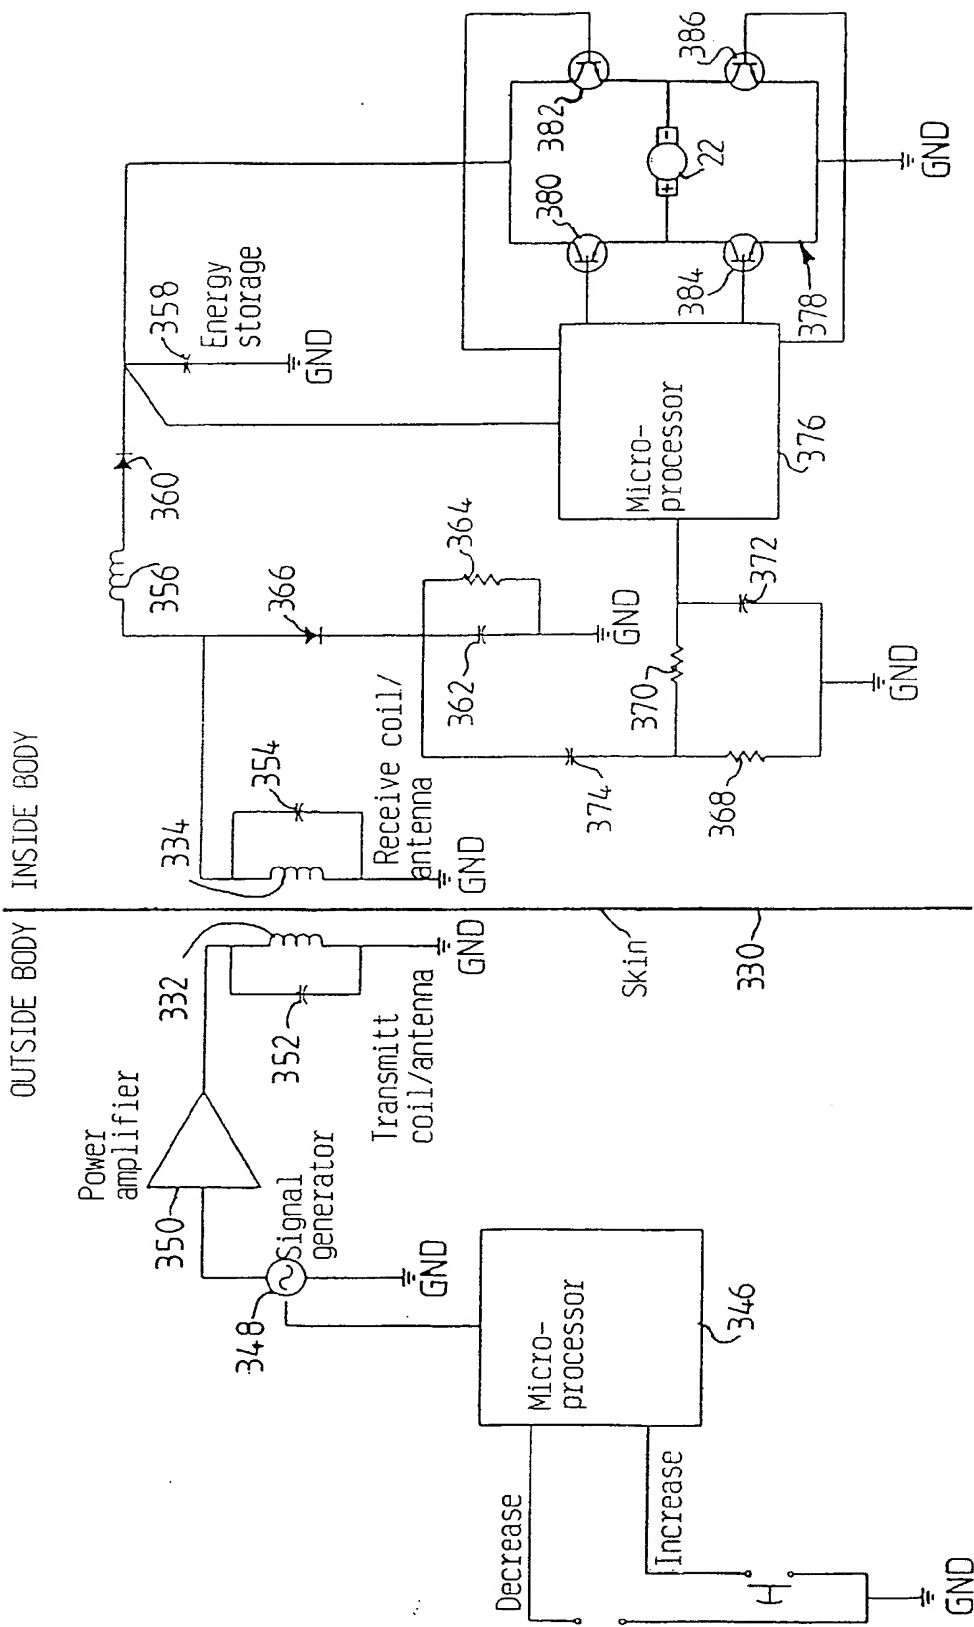 OUTSIDE BODY
INSIDE BODY
Power
amplifier
350
Signal
generator
348
GND
332
352
Transmitt
coil/antenna
GND
334
354
Receive coil/
antenna
GND
356
360
358
Energy
storage
GND
366
362
364
GND
Micro-
processor
346
Decrease
Increase
GND
Skin
330
374
370
368
372
GND
Micro-
processor
376
380
382
384
386
+
-
22
378
GND